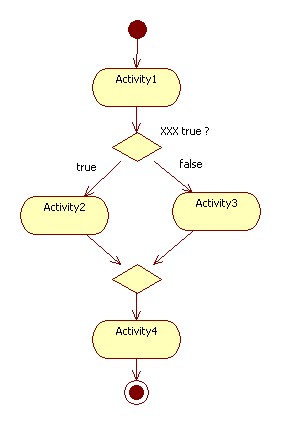 Activity1
XXX true ?
true
false
Activity2
Activity3
Activity4